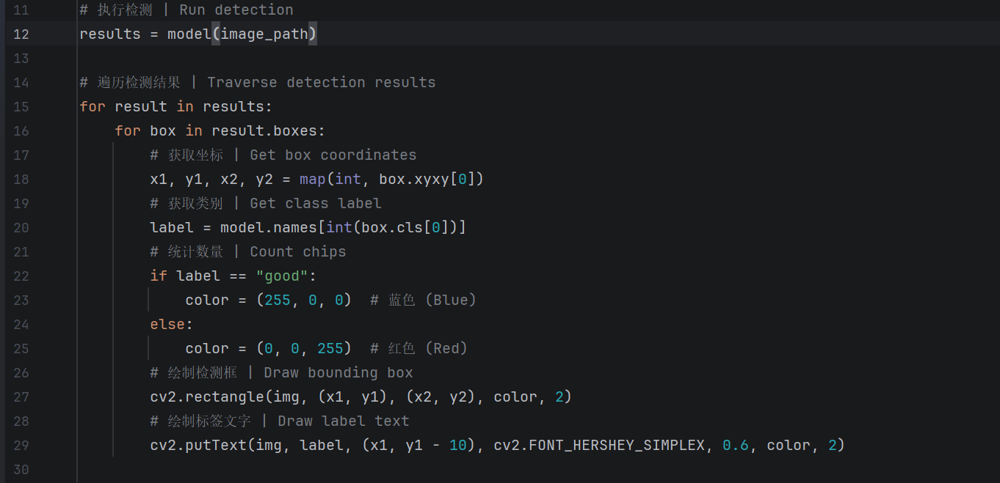 11 # 执行检测 | Run detection
12 results = model(image_path)
13
14 # 遍历检测结果 | Traverse detection results
15 for result in results:
16     for box in result.boxes:
17         # 获取坐标 | Get box coordinates
18         x1, y1, x2, y2 = map(int, box.xyxy[0])
19         # 获取类别 | Get class label
20         label = model.names[int(box.cls[0])]
21         # 统计数量 | Count chips
22         if label == "good":
23             color = (255, 0, 0)  # 蓝色 (Blue)
24         else:
25             color = (0, 0, 255)  # 红色 (Red)
26         # 绘制检测框 | Draw bounding box
27         cv2.rectangle(img, (x1, y1), (x2, y2), color, 2)
28         # 绘制标签文字 | Draw label text
29         cv2.putText(img, label, (x1, y1 - 10), cv2.FONT_HERSHEY_SIMPLEX, 0.6, color, 2)
30